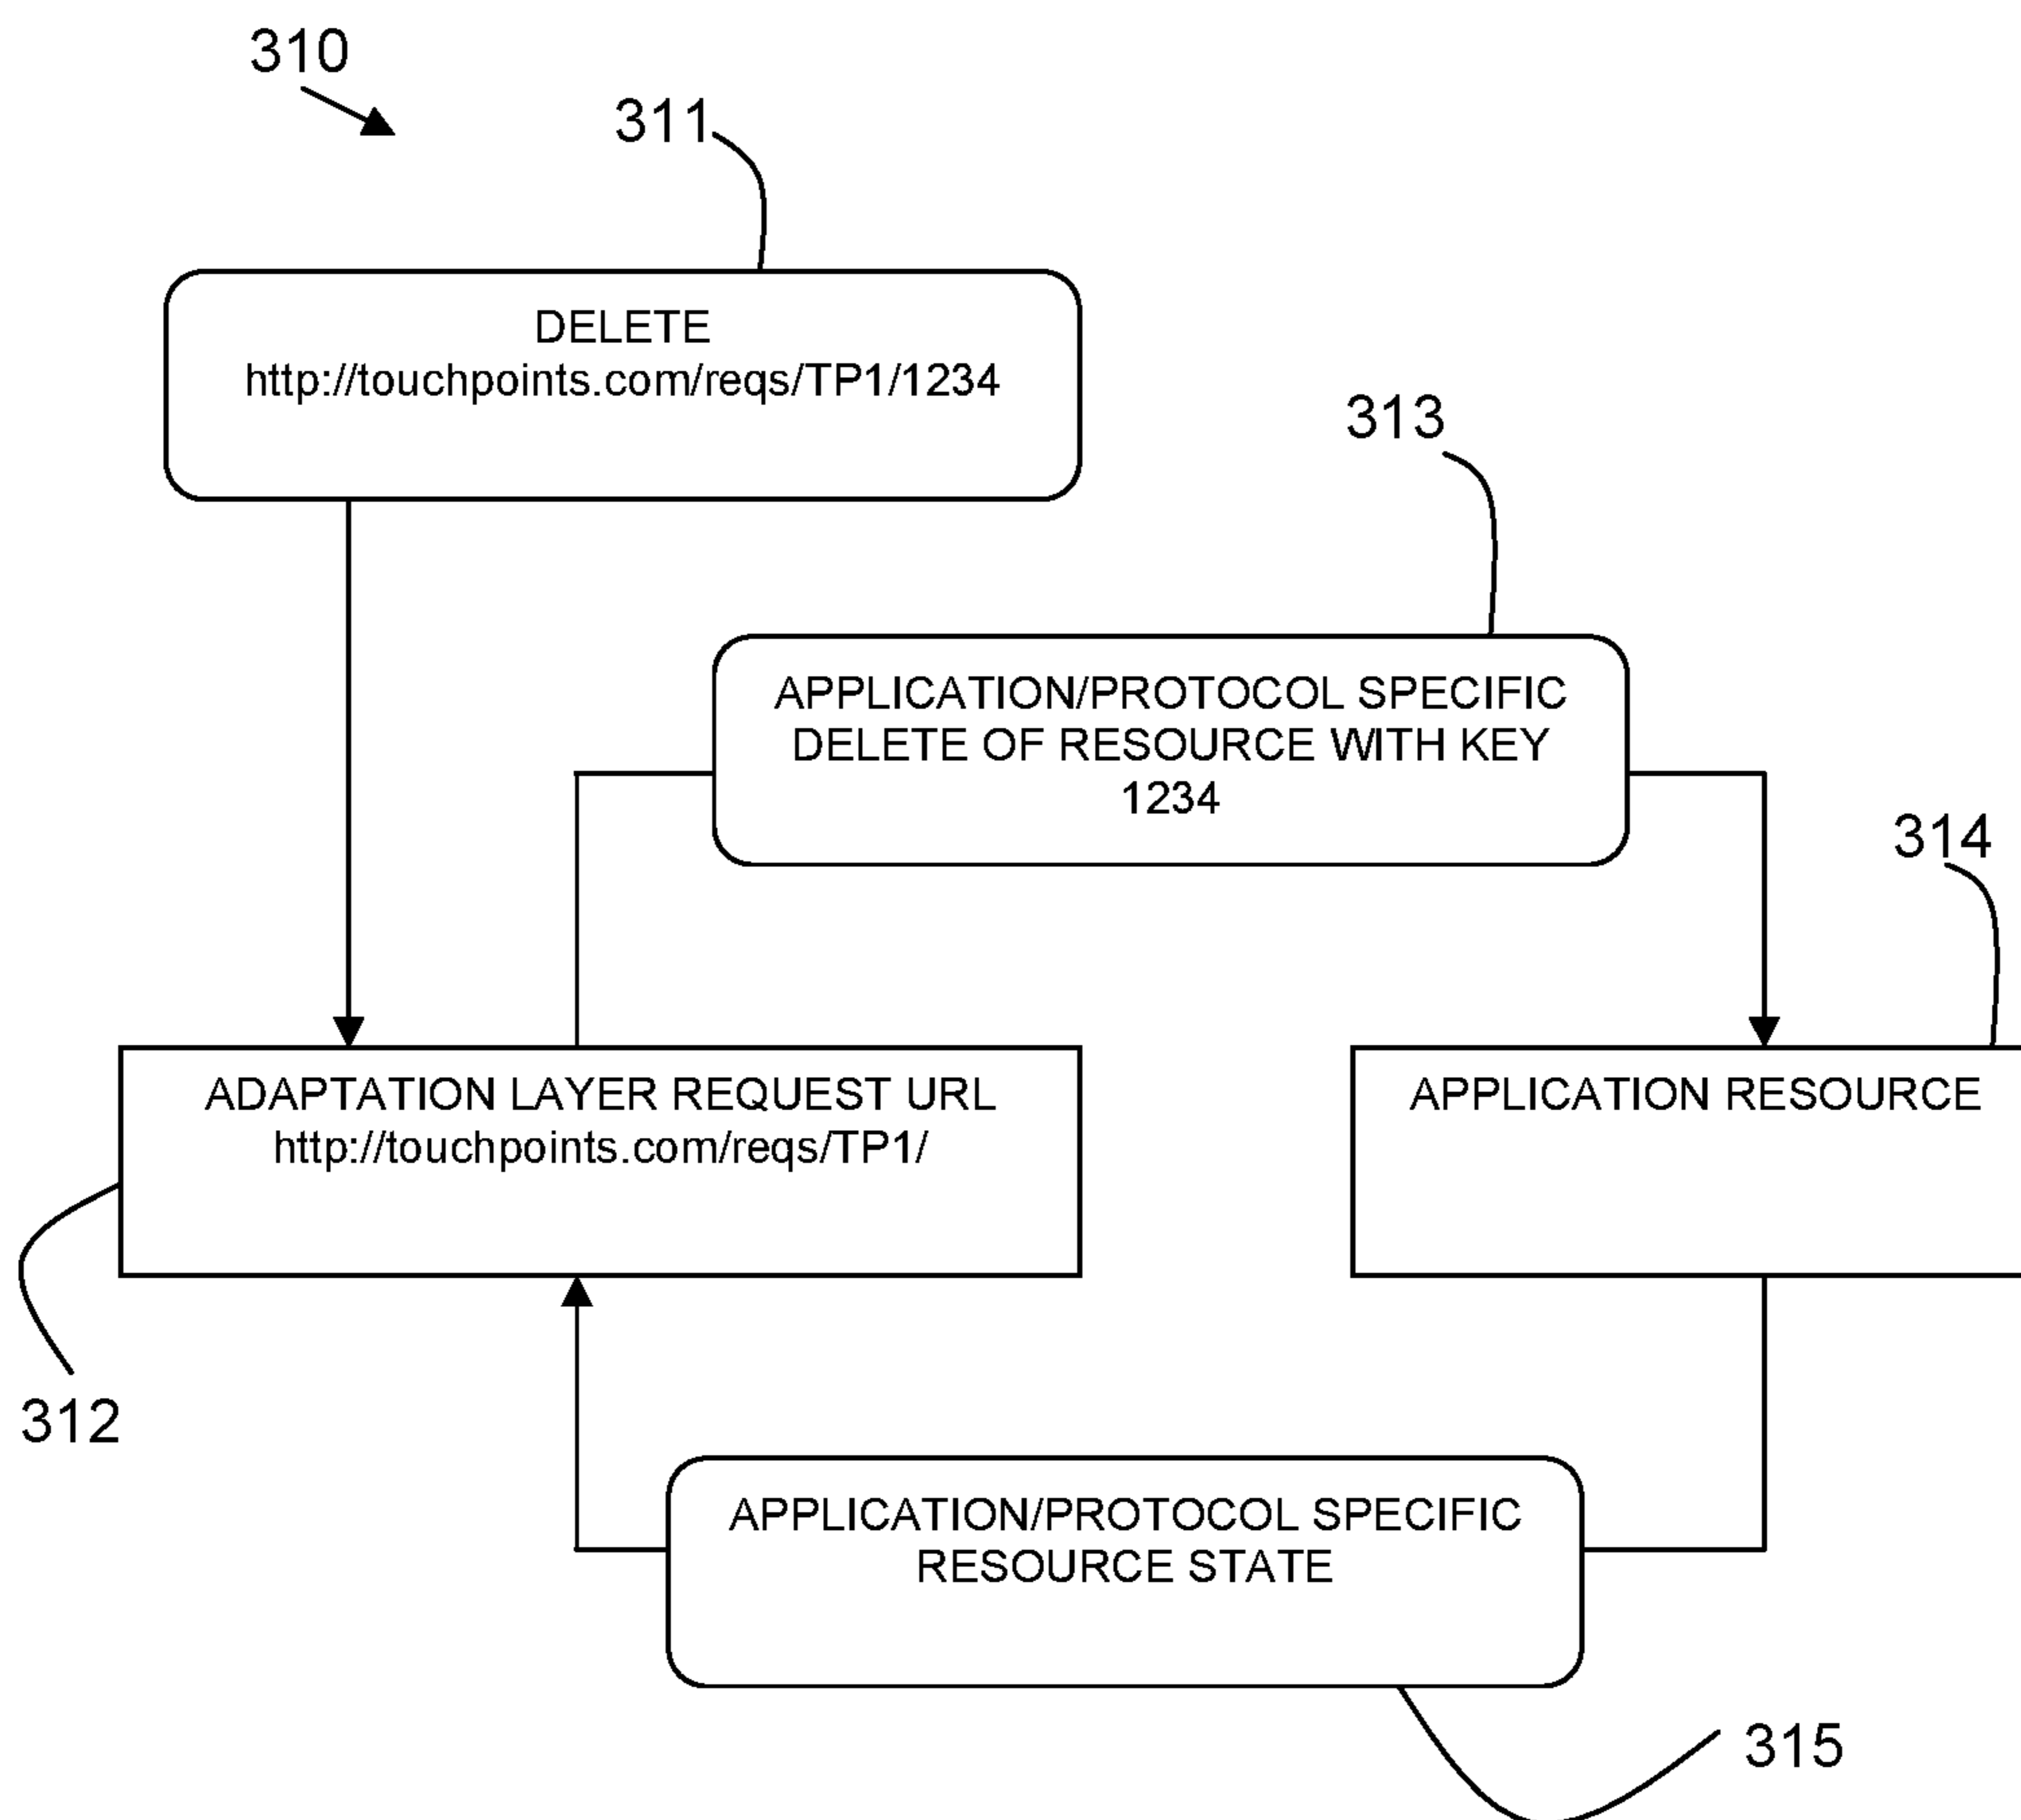 310
311
DELETE
http://touchpoints.com/reqs/TP1/1234
313
APPLICATION/PROTOCOL SPECIFIC
DELETE OF RESOURCE WITH KEY
1234
314
ADAPTATION LAYER REQUEST URL
http://touchpoints.com/reqs/TP1/
APPLICATION RESOURCE
312
APPLICATION/PROTOCOL SPECIFIC
RESOURCE STATE
315